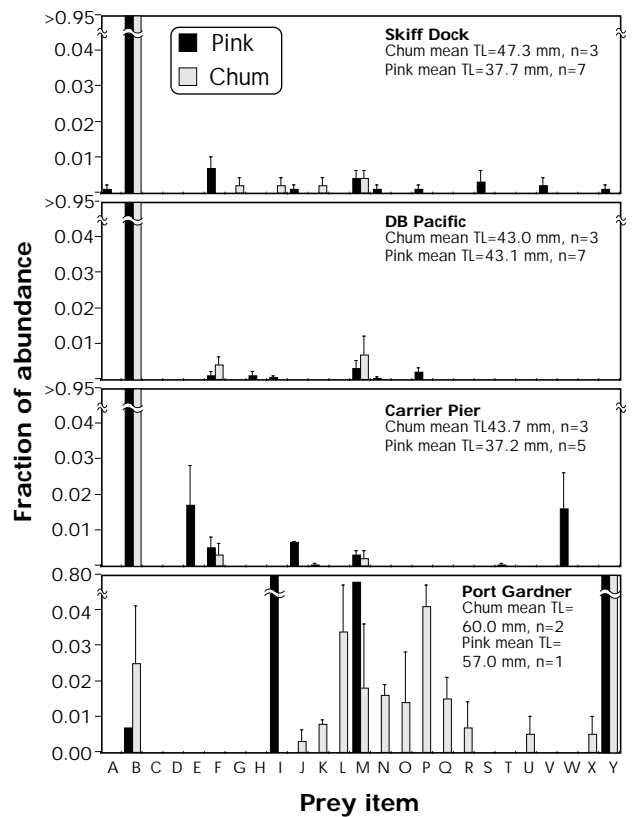 >0.95
0.04
0.03
0.02
0.01
Pink
Chum
Skiff Dock
Chum mean TL=47.3 mm, n=3
Pink mean TL=37.7 mm, n=7
>0.95
0.04
0.03
0.02
0.01
DB Pacific
Chum mean TL=43.0 mm, n=3
Pink mean TL=43.1 mm, n=7
>0.95
0.04
0.03
0.02
0.01
Carrier Pier
Chum mean TL43.7 mm, n=3
Pink mean TL=37.2 mm, n=5
0.80
0.04
0.03
0.02
0.01
0.00
Port Gardner
Chum mean TL=
60.0 mm, n=2
Pink mean TL=
57.0 mm, n=1
A B C D E F G H I J K L M N O P Q R S T U V W X Y
Prey item
Fraction of abundance